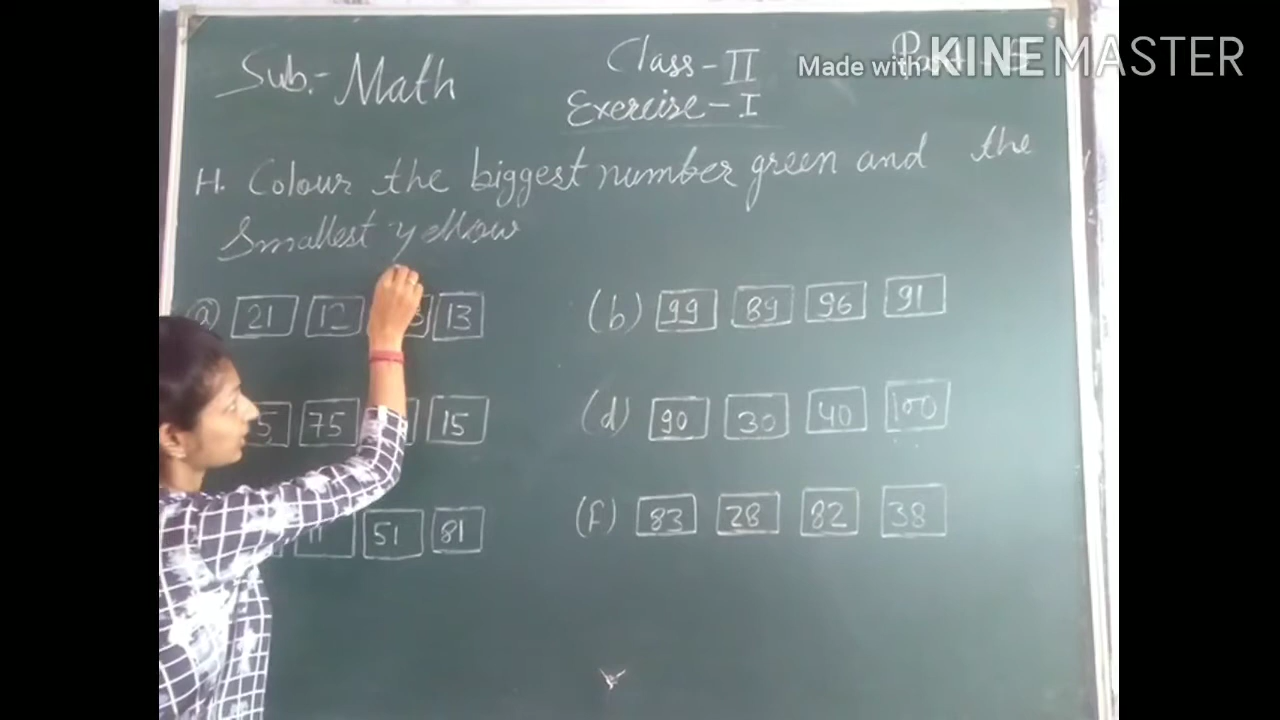 Sub:- Math
Class - II
Made with KINEMASTER
Exercise - I
H. Colour the biggest number green and the
Smallest yellow
21 12 13
(b) 99 89 96 91
75 15
(d) 90 30 40 100
51 81
(f) 83 28 82 38